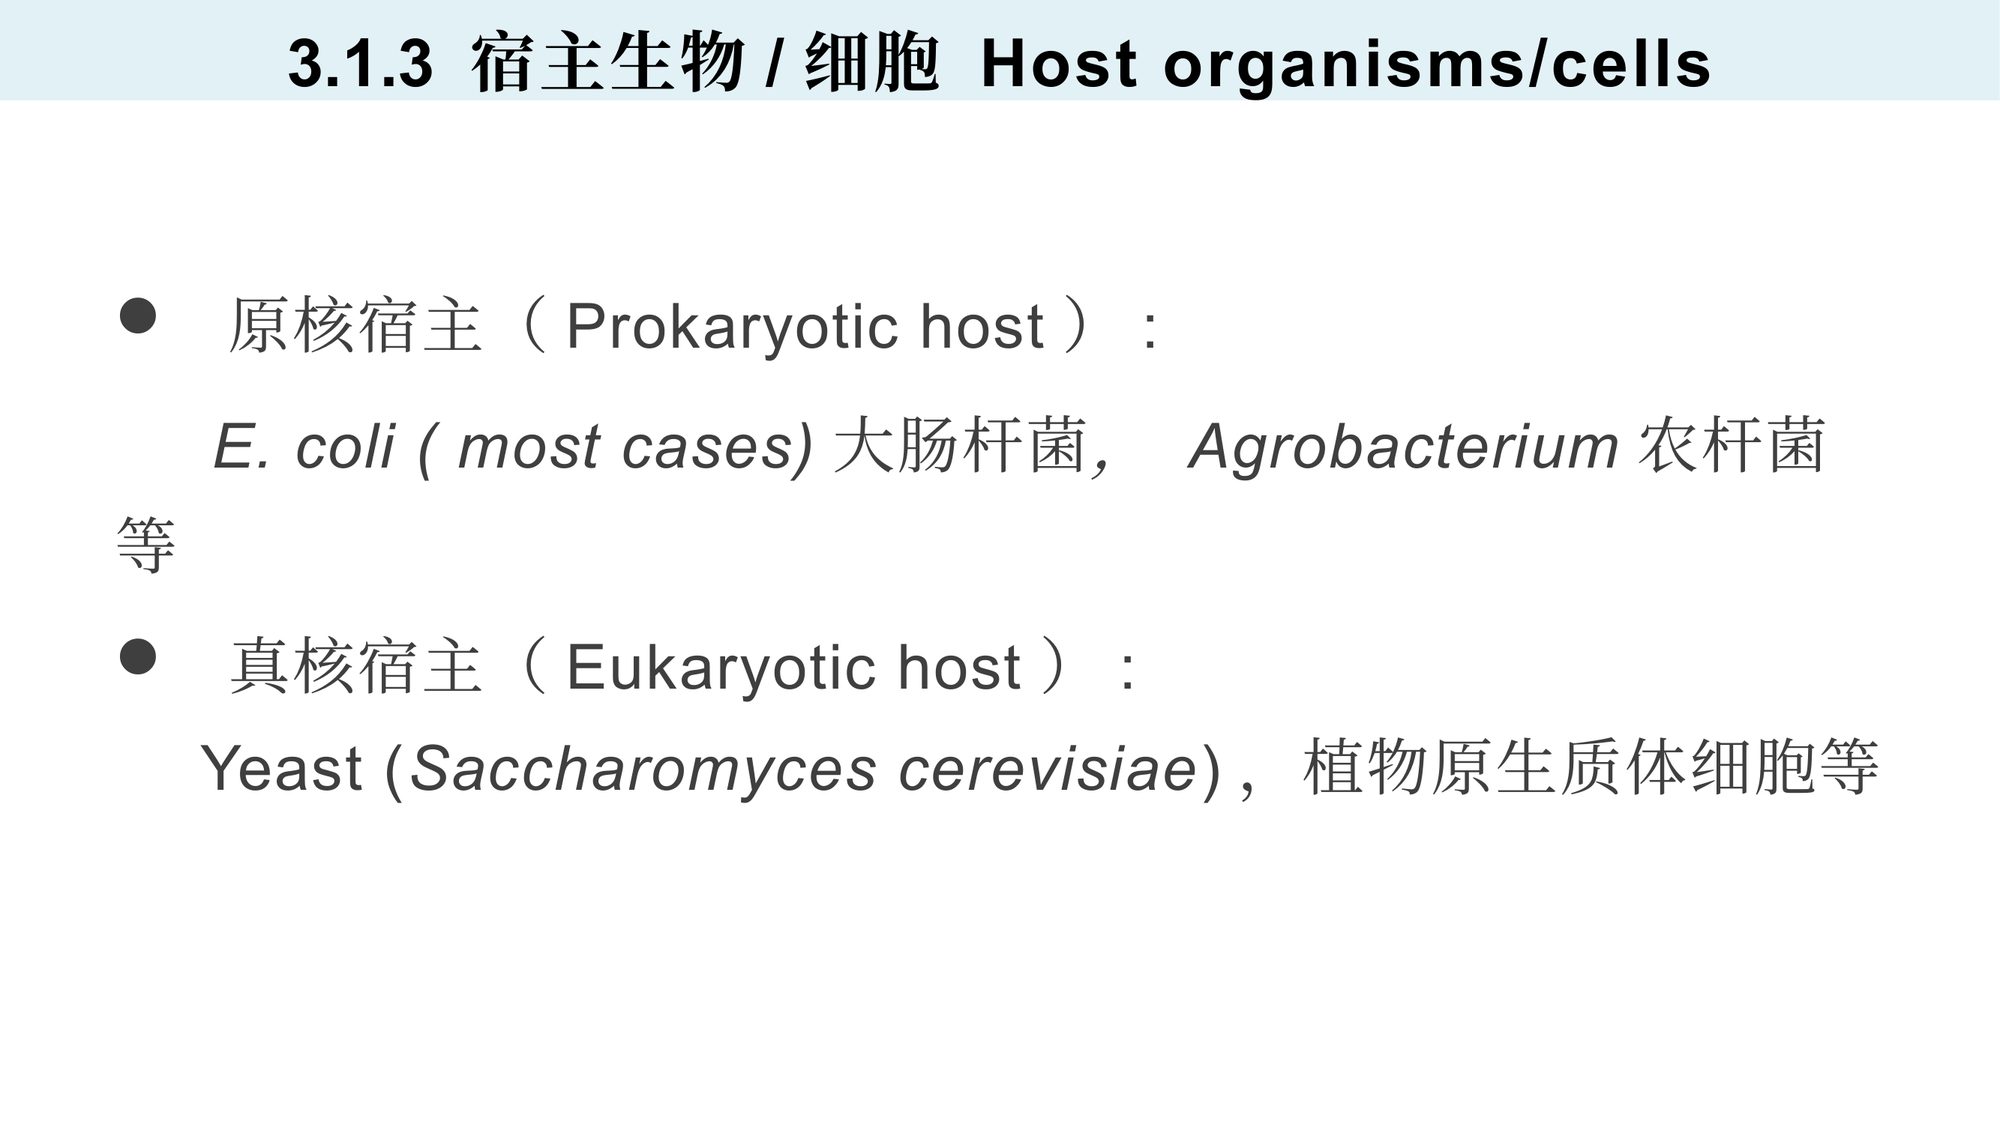 3.1.3 宿主生物/细胞 Host organisms/cells
● 原核宿主（Prokaryotic host）:
E. coli ( most cases) 大肠杆菌， Agrobacterium 农杆菌
等
● 真核宿主（Eukaryotic host）:
Yeast (Saccharomyces cerevisiae) ，植物原生质体细胞等